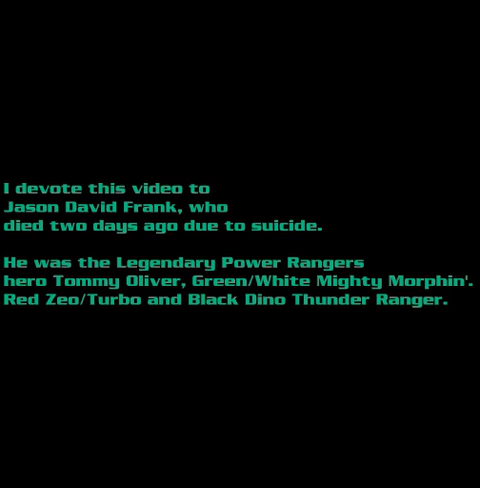 I devote this video to
Jason David Frank, who
died two days ago due to suicide.
He was the Legendary Power Rangers
hero Tommy Oliver, Green/White Mighty Morphin'.
Red Zeo/Turbo and Black Dino Thunder Ranger.